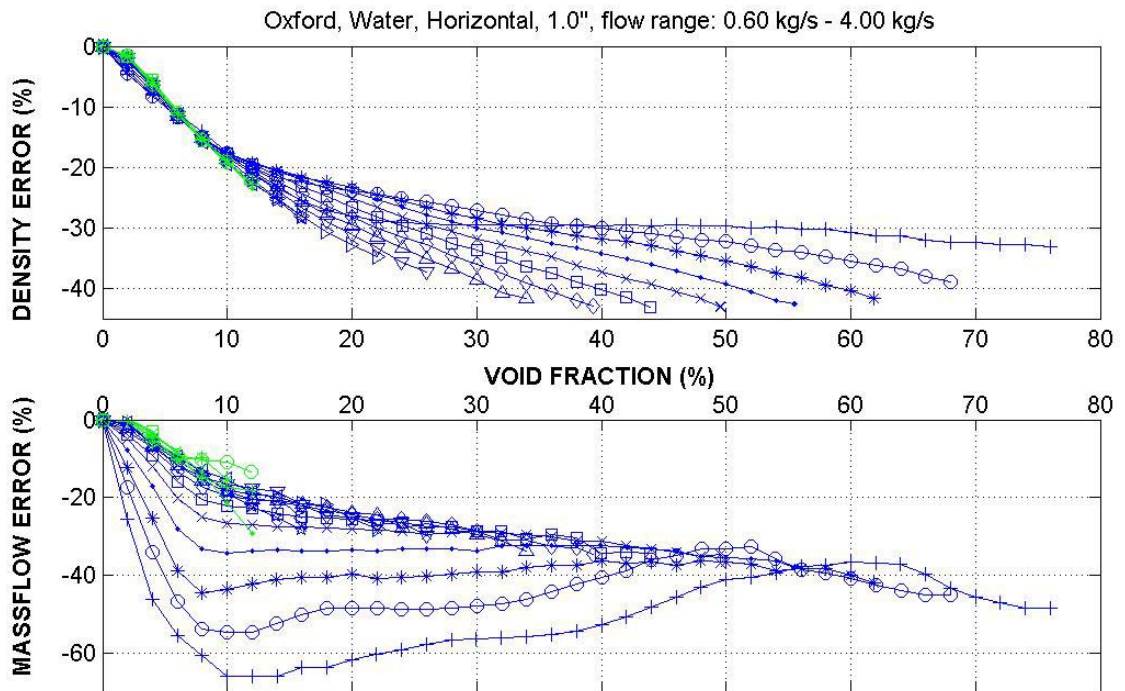 Oxford, Water, Horizontal, 1.0", flow range: 0.60 kg/s - 4.00 kg/s
DENSITY ERROR (%)
0
-10
-20
-30
-40
0 10 20 30 40 50 60 70 80
VOID FRACTION (%)
0 10 20 30 40 50 60 70 80
MASSFLOW ERROR (%)
0
-20
-40
-60